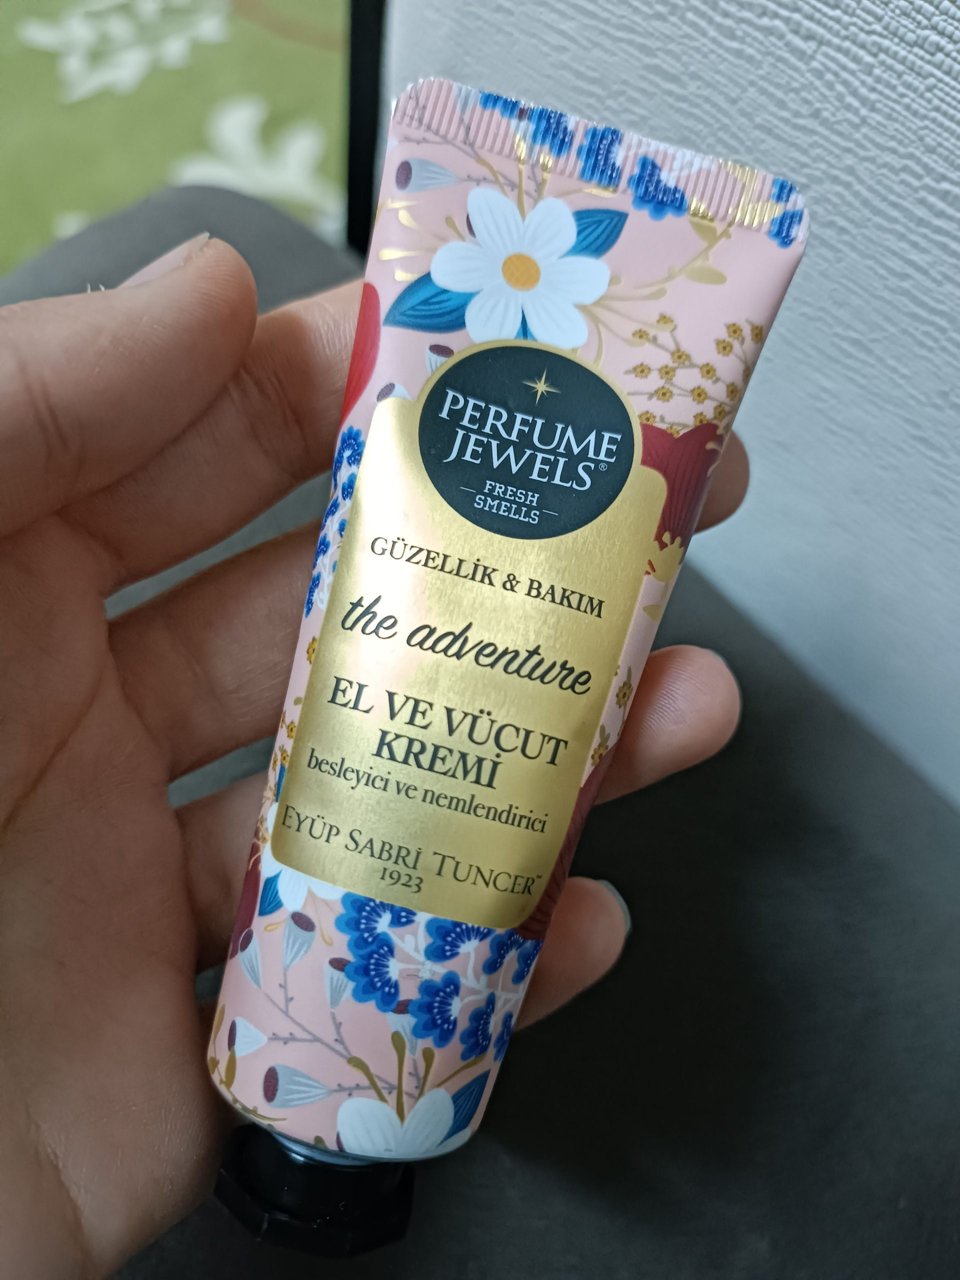 PERFUME
JEWELS®
FRESH
SMELLS
GÜZELLİK & BAKIM
the adventure
EL VE VÜCUT
KREMİ
besleyici ve nemlendirici
EYÜP SABRİ TUNCER™
1923